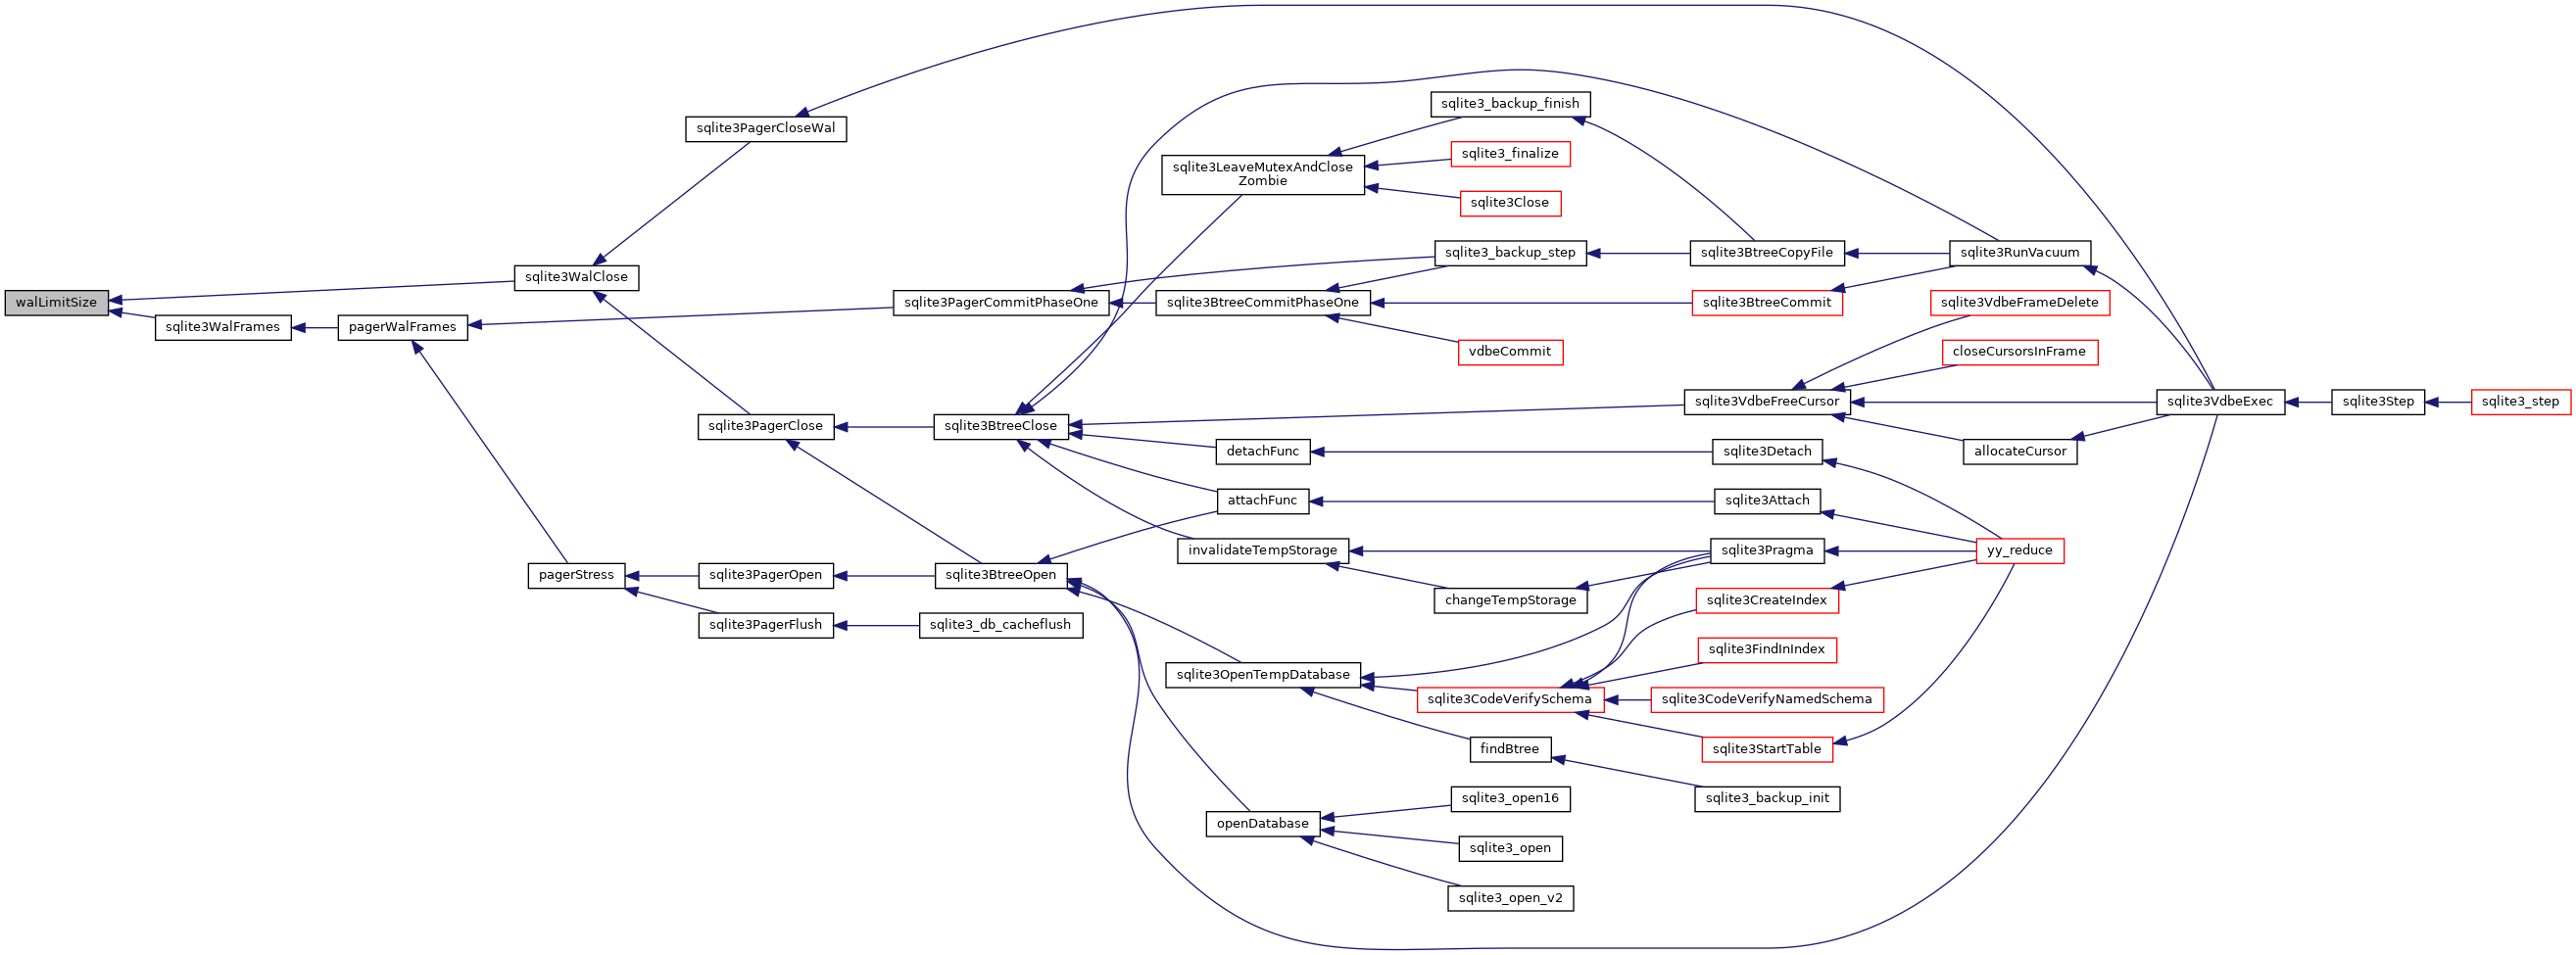 walLimitSize
sqlite3WalClose
sqlite3WalFrames
pagerWalFrames
sqlite3PagerCloseWal
sqlite3PagerClose
pagerStress
sqlite3PagerOpen
sqlite3PagerFlush
sqlite3PagerCommitPhaseOne
sqlite3BtreeClose
sqlite3BtreeOpen
sqlite3_db_cacheflush
sqlite3LeaveMutexAndClose
Zombie
sqlite3BtreeCommitPhaseOne
detachFunc
attachFunc
invalidateTempStorage
sqlite3OpenTempDatabase
openDatabase
sqlite3_backup_finish
sqlite3_finalize
sqlite3Close
sqlite3_backup_step
vdbeCommit
changeTempStorage
sqlite3CodeVerifySchema
findBtree
sqlite3_open16
sqlite3_open
sqlite3_open_v2
sqlite3BtreeCopyFile
sqlite3BtreeCommit
sqlite3VdbeFreeCursor
sqlite3Detach
sqlite3Attach
sqlite3Pragma
sqlite3CreateIndex
sqlite3FindInIndex
sqlite3CodeVerifyNamedSchema
sqlite3StartTable
sqlite3_backup_init
sqlite3RunVacuum
sqlite3VdbeFrameDelete
closeCursorsInFrame
allocateCursor
yy_reduce
sqlite3VdbeExec
sqlite3Step
sqlite3_step